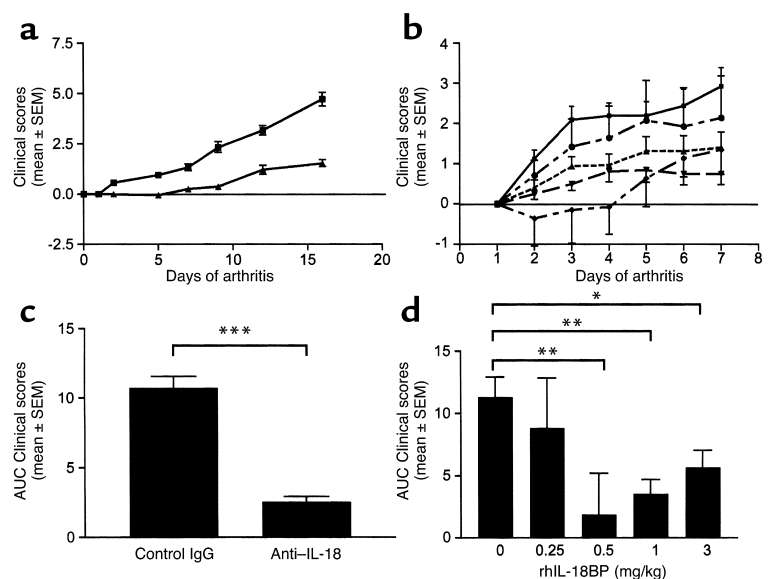 a
Clinical scores
(mean ± SEM)
7.5
5.0
2.5
0.0
-2.5
0
5
10
15
20
Days of arthritis
b
Clinical scores
(mean ± SEM)
4
3
2
1
0
-1
0
1
2
3
4
5
6
7
8
Days of arthritis
c
AUC Clinical scores
(mean ± SEM)
15
10
5
0
***
Control IgG
Anti–IL-18
d
AUC Clinical scores
(mean ± SEM)
15
10
5
0
*
**
**
0
0.25
0.5
1
3
rhIL-18BP (mg/kg)